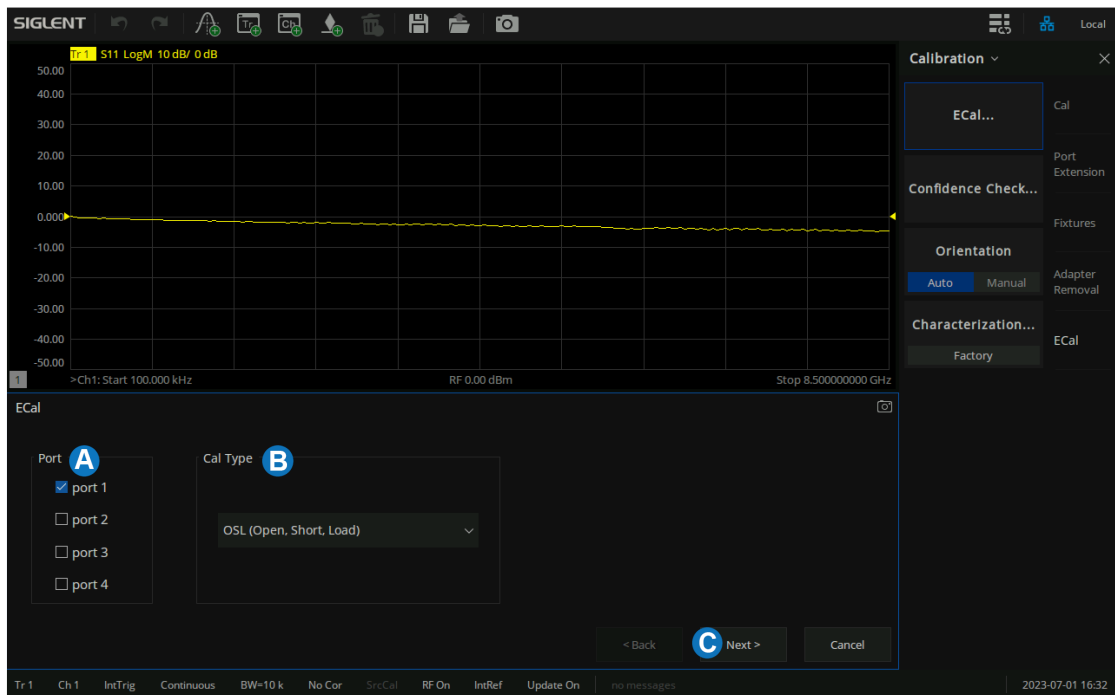 SIGLENT
Tr
Ch
Local
Tr 1 S11 LogM 10 dB/ 0 dB
50.00
40.00
30.00
20.00
10.00
0.000
-10.00
-20.00
-30.00
-40.00
-50.00
1
>Ch1: Start 100.000 kHz RF 0.00 dBm Stop 8.500000000 GHz
Calibration
ECal...
Confidence Check...
Orientation
Auto Manual
Characterization...
Factory
Cal
Port
Extension
Fixtures
Adapter
Removal
ECal
ECal
Port A
port 1
port 2
port 3
port 4
Cal Type B
OSL (Open, Short, Load)
< Back C Next > Cancel
Tr 1 Ch 1 IntTrig Continuous BW=10 k No Cor SrcCal RF On IntRef Update On no messages 2023-07-01 16:32